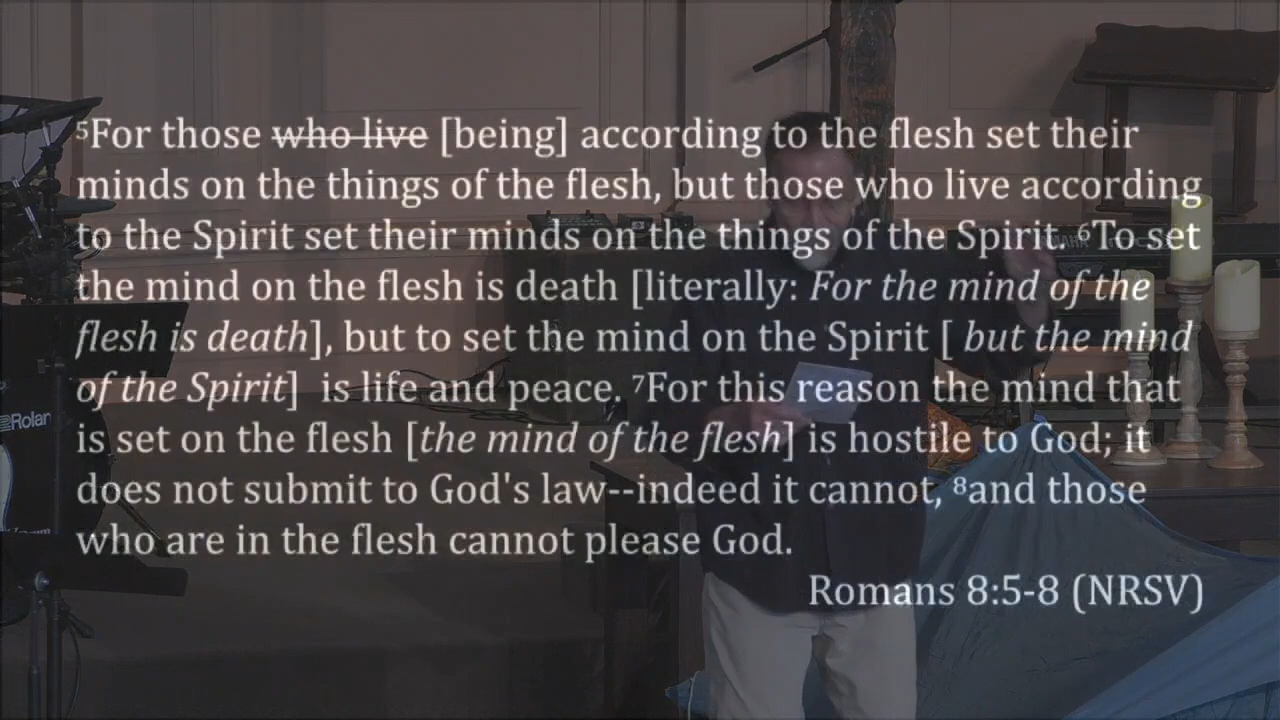 ⁵For those who live [being] according to the flesh set their
minds on the things of the flesh, but those who live according
to the Spirit set their minds on the things of the Spirit. ⁶To set
the mind on the flesh is death [literally: For the mind of the
flesh is death], but to set the mind on the Spirit [ but the mind
of the Spirit]  is life and peace. ⁷For this reason the mind that
is set on the flesh [the mind of the flesh] is hostile to God; it
does not submit to God's law--indeed it cannot, ⁸and those
who are in the flesh cannot please God.
Romans 8:5-8 (NRSV)
YAMAHA
Rolan